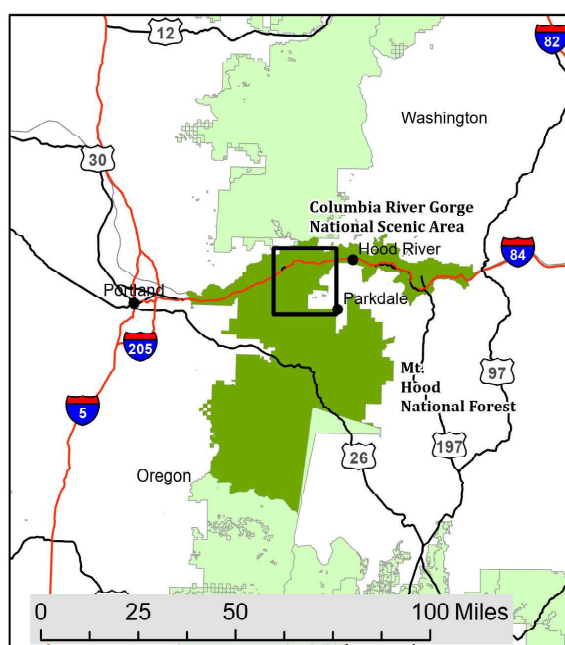 12
82
Washington
30
Columbia River Gorge
National Scenic Area
Hood River
84
Portland
Parkdale
205
Mt.
Hood
National Forest
97
5
197
26
Oregon
0 25 50 100 Miles